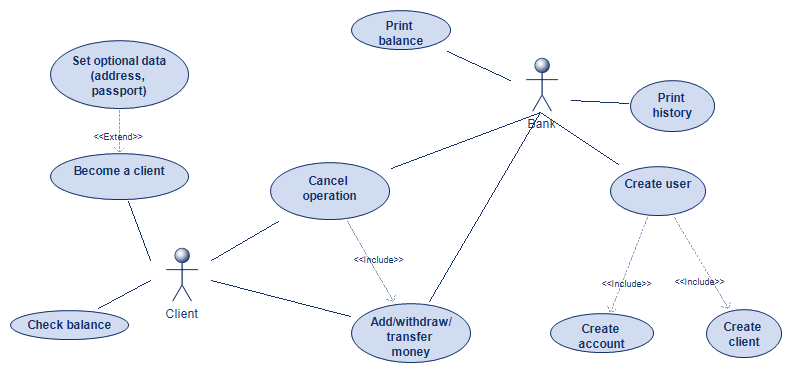 Print
balance
Set optional data
(address,
passport)
Print
history
Bank
<<Extend>>
Become a client
Cancel
operation
Create user
<<Include>>
<<Include>>
<<Include>>
Client
Check balance
Add/withdraw/
transfer
money
Create
account
Create
client